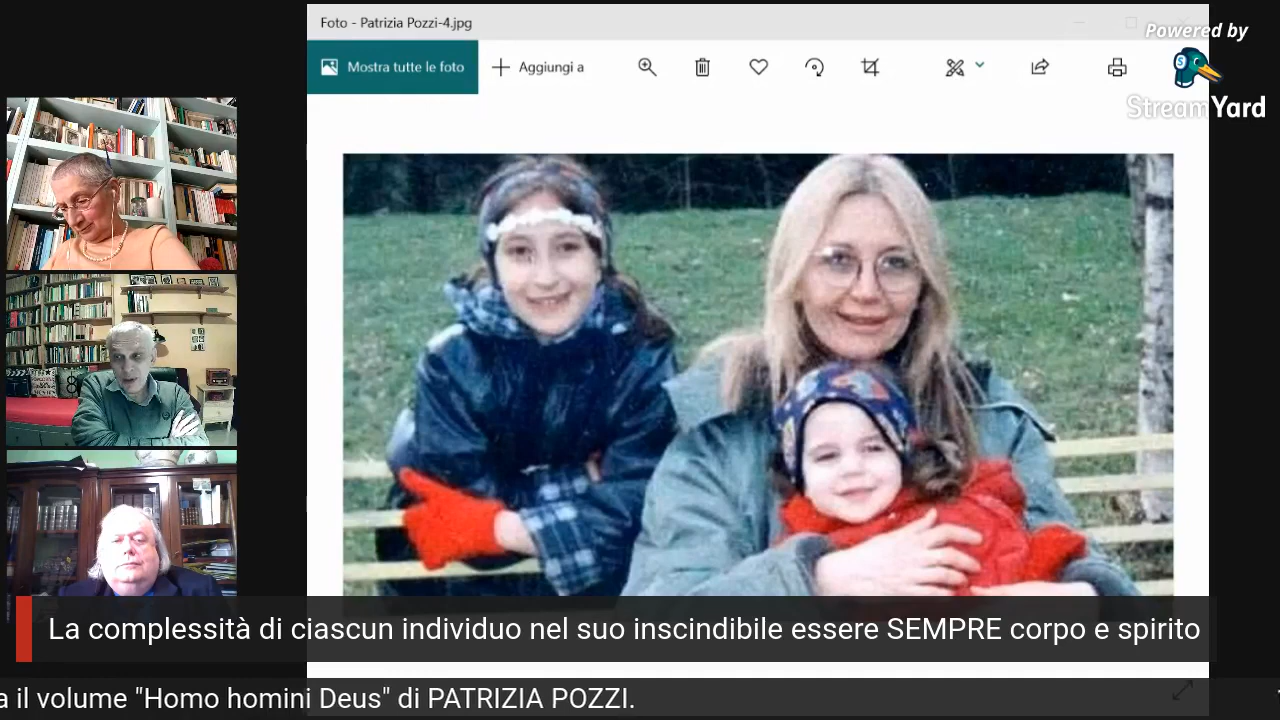 Foto - Patrizia Pozzi-4.jpg
Mostra tutte le foto
Aggiungi a
Powered by
StreamYard
La complessità di ciascun individuo nel suo inscindibile essere SEMPRE corpo e spirito
a il volume "Homo homini Deus" di PATRIZIA POZZI.